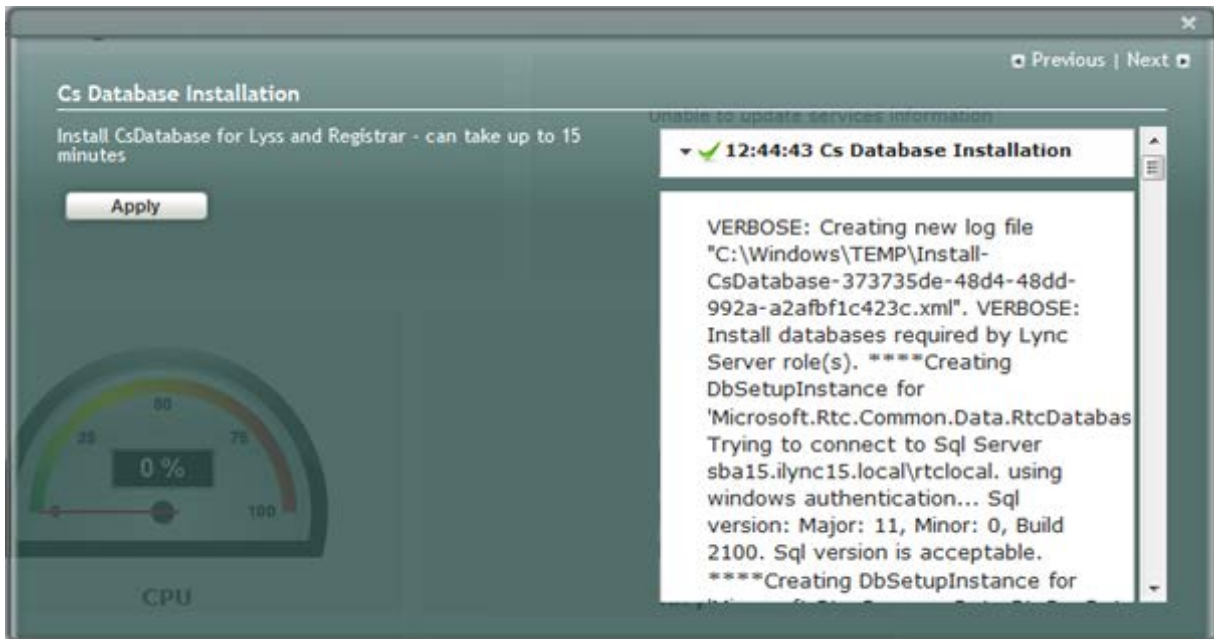 Previous | Next
Cs Database Installation
Install CsDatabase for Lyss and Registrar - can take up to 15
minutes
Apply
Unable to update services information
12:44:43 Cs Database Installation
VERBOSE: Creating new log file
"C:\Windows\TEMP\Install-
CsDatabase-373735de-48d4-48dd-
992a-a2afbf1c423c.xml". VERBOSE:
Install databases required by Lync
Server role(s). ****Creating
DbSetupInstance for
'Microsoft.Rtc.Common.Data.RtcDatabas
Trying to connect to Sql Server
sba15.ilync15.local\rtclocal. using
windows authentication... Sql
version: Major: 11, Minor: 0, Build
2100. Sql version is acceptable.
****Creating DbSetupInstance for
50
25
75
0 %
0
100
CPU